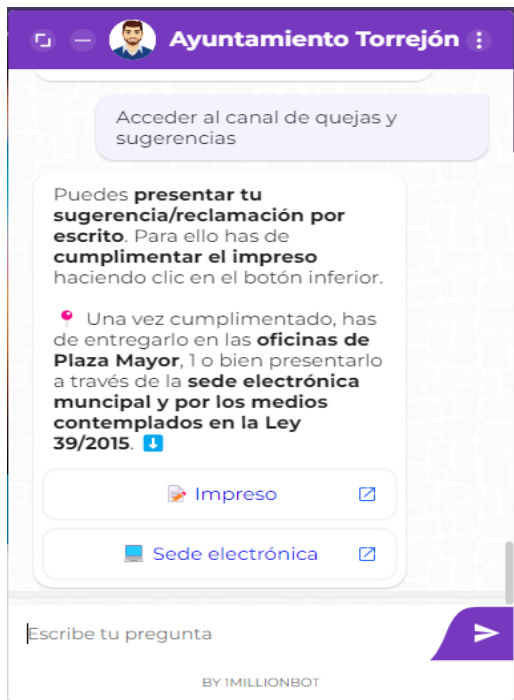 Ayuntamiento Torrejón
Acceder al canal de quejas y
sugerencias
Puedes presentar tu
sugerencia/reclamación por
escrito. Para ello has de
cumplimentar el impreso
haciendo clic en el botón inferior.
Una vez cumplimentado, has
de entregarlo en las oficinas de
Plaza Mayor, 1 o bien presentarlo
a través de la sede electrónica
muncipal y por los medios
contemplados en la Ley
39/2015.
Impreso
Sede electrónica
Escribe tu pregunta
BY 1MILLIONBOT